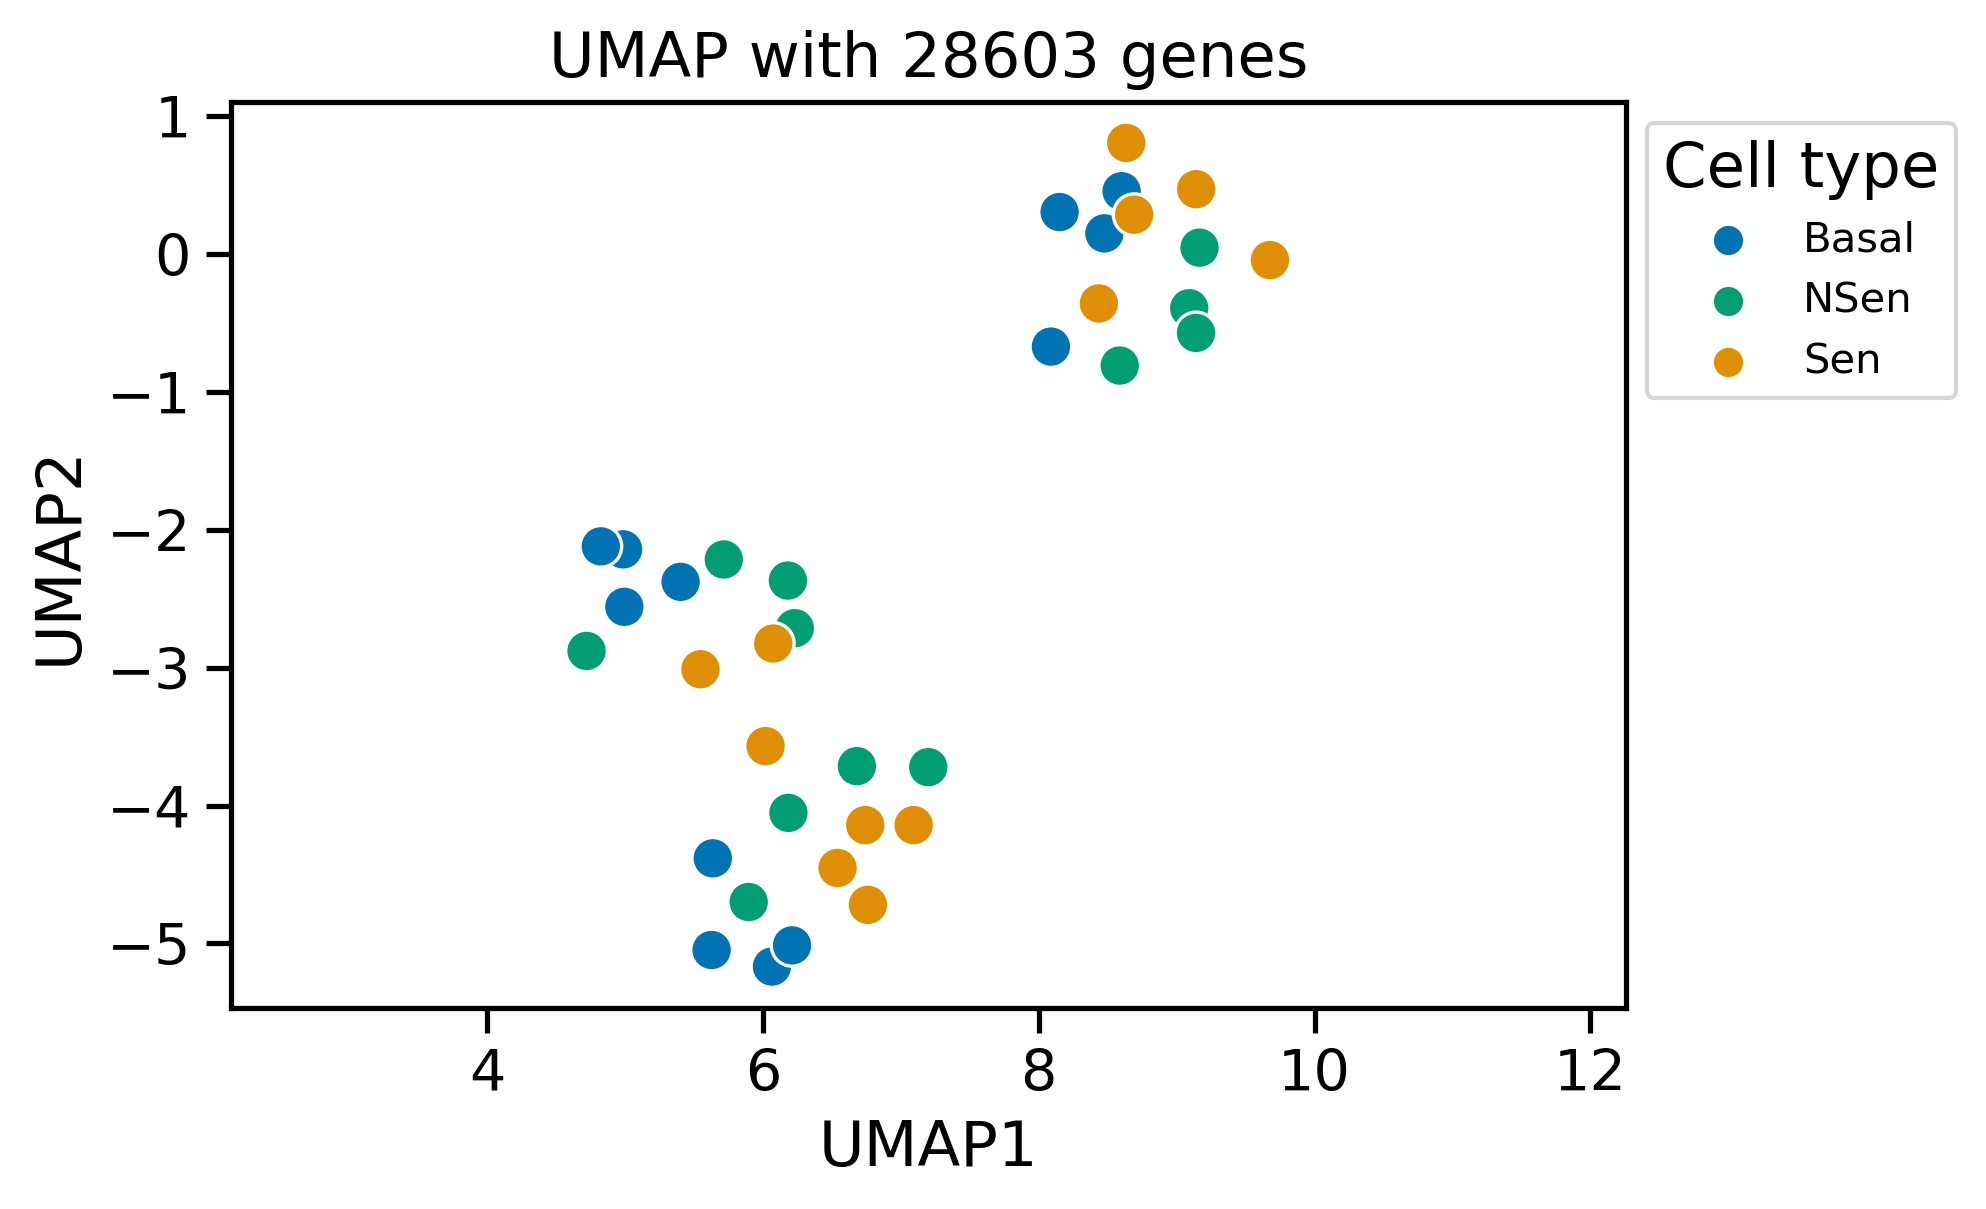 UMAP with 28603 genes
1
0
−1
−2
−3
−4
−5
UMAP2
4 6 8 10 12
UMAP1
Cell type
Basal
NSen
Sen